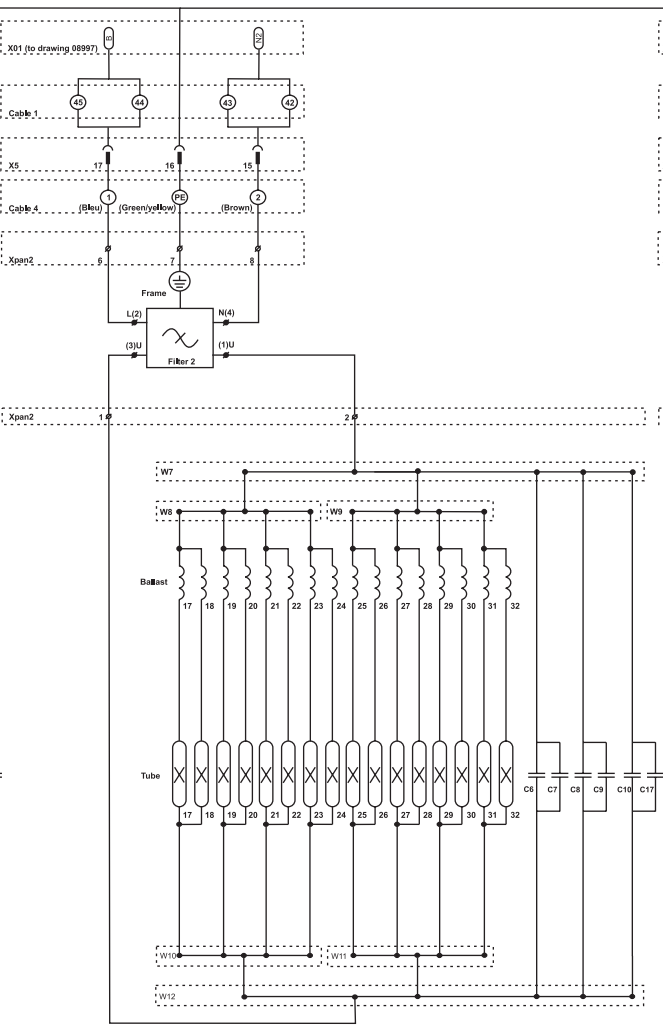 B N2
X01 (to drawing 08997)
45 44 43 42
Cable 1
17 16 15
X5
1 PE 2
Cable 4 (Bleu) (Green/yellow) (Brown)
Xpan2 6 7 8
Frame
L(2) N(4)
(3)U (1)U
Filter 2
Xpan2 1 2
W7
W8 W9
Ballast
17 18 19 20 21 22 23 24 25 26 27 28 29 30 31 32
Tube
C6 C7 C8 C9 C10 C17
17 18 19 20 21 22 23 24 25 26 27 28 29 30 31 32
W10 W11
W12